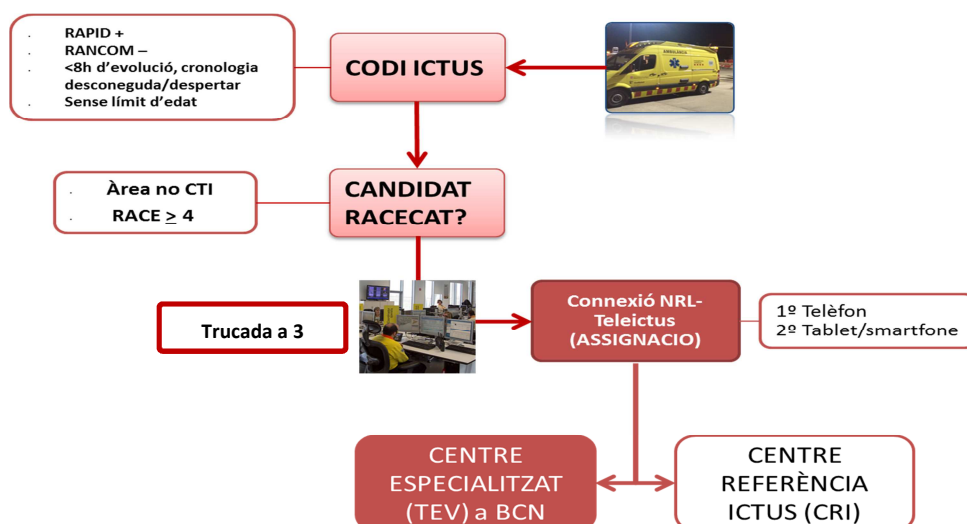 . RAPID +
. RANCOM –
. <8h d'evolució, cronologia
desconeguda/despertar
. Sense límit d'edat
CODI ICTUS
AMBULÀNCIA
. Àrea no CTI
. RACE ≥ 4
CANDIDAT
RACECAT?
Trucada a 3
Connexió NRL-
Teleictus
(ASSIGNACIO)
1º Telèfon
2º Tablet/smartfone
CENTRE
ESPECIALITZAT
(TEV) a BCN
CENTRE
REFERÈNCIA
ICTUS (CRI)